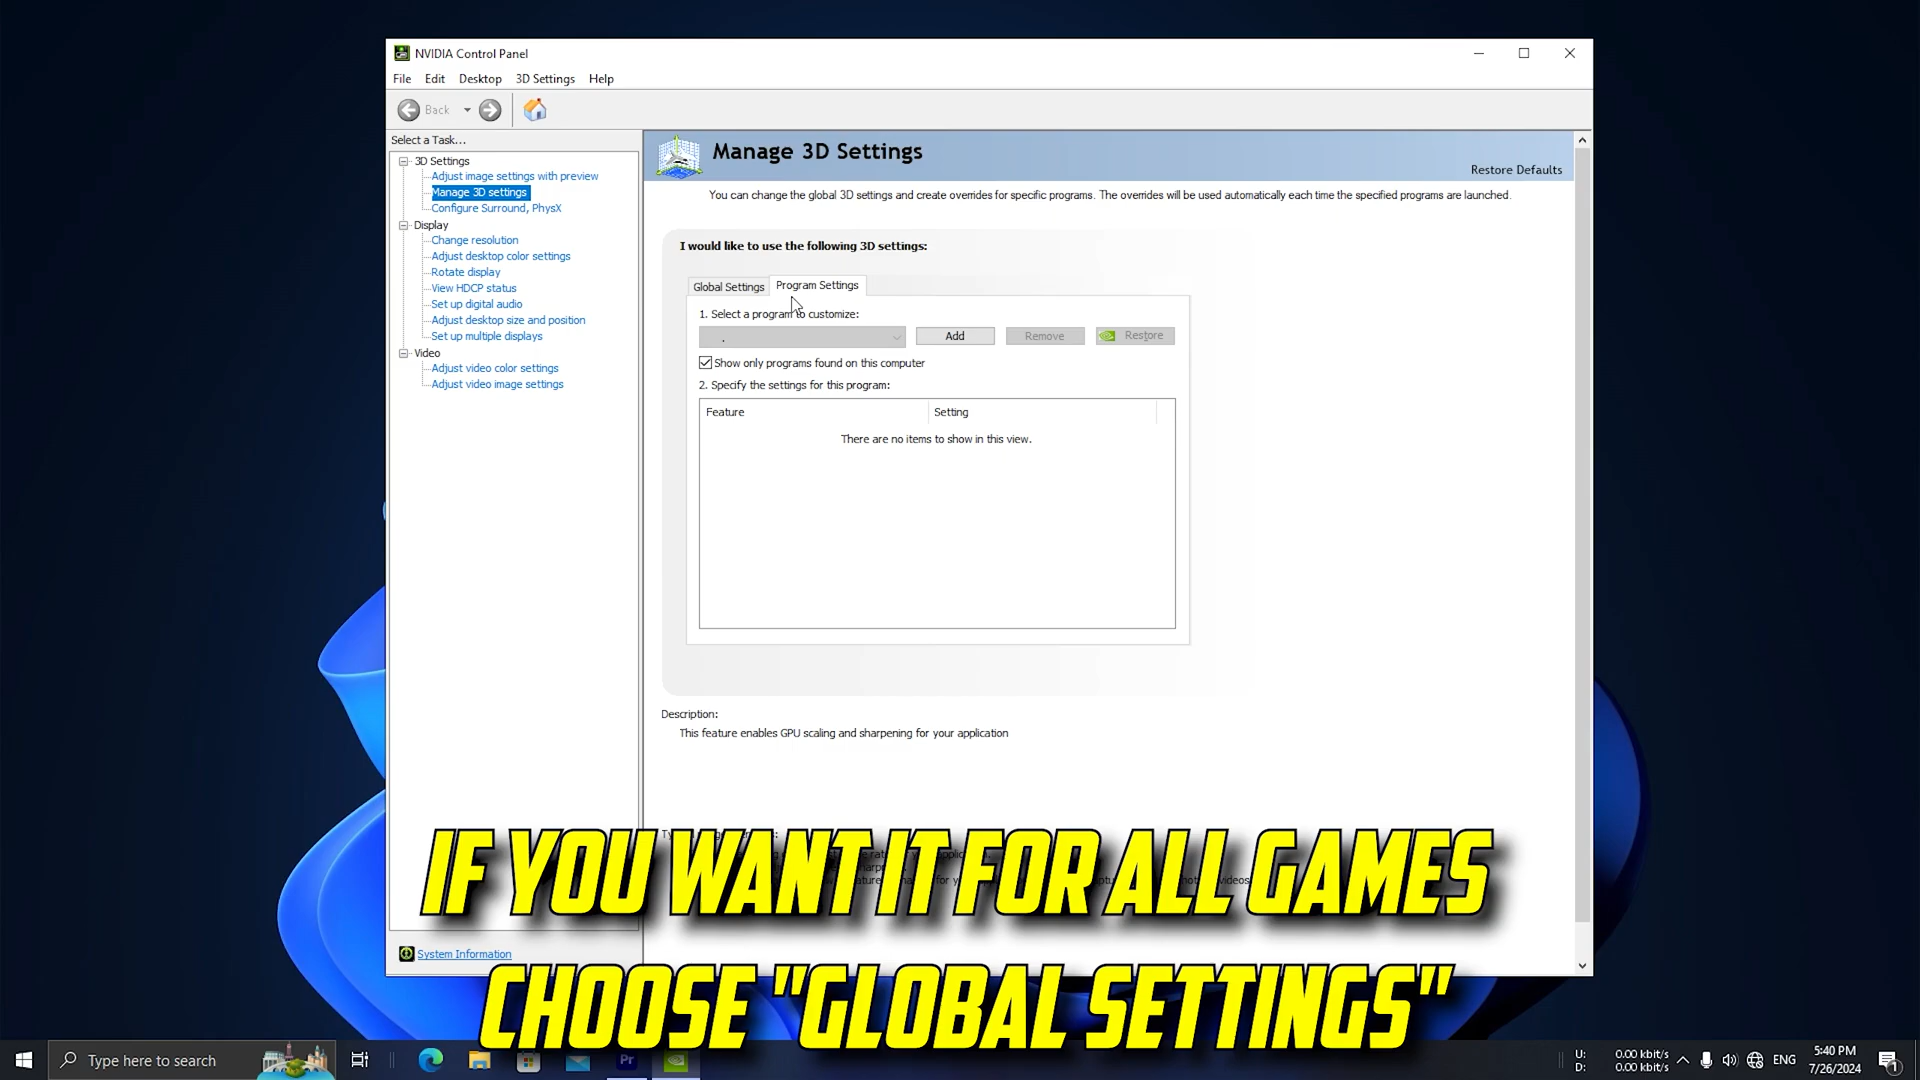 NVIDIA Control Panel
File Edit Desktop 3D Settings Help
Back
Select a Task...
3D Settings
Adjust image settings with preview
Manage 3D settings
Configure Surround, PhysX
Display
Change resolution
Adjust desktop color settings
Rotate display
View HDCP status
Set up digital audio
Adjust desktop size and position
Set up multiple displays
Video
Adjust video color settings
Adjust video image settings
System Information
Manage 3D Settings
Restore Defaults
You can change the global 3D settings and create overrides for specific programs. The overrides will be used automatically each time the specified programs are launched.
I would like to use the following 3D settings:
Global Settings Program Settings
1. Select a program to customize:
. Add Remove Restore
Show only programs found on this computer
2. Specify the settings for this program:
Feature Setting
There are no items to show in this view.
Description:
This feature enables GPU scaling and sharpening for your application
IF YOU WANT IT FOR ALL GAMES
CHOOSE "GLOBAL SETTINGS"
Type here to search
Pr
U: 0.00 kbit/s
D: 0.00 kbit/s
ENG
5:40 PM
7/26/2024
1